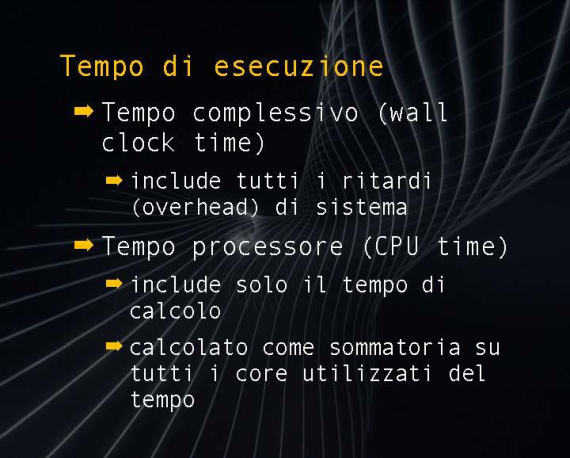 Tempo di esecuzione
Tempo complessivo (wall
clock time)
include tutti i ritardi
(overhead) di sistema
Tempo processore (CPU time)
include solo il tempo di
calcolo
calcolato come sommatoria su
tutti i core utilizzati del
tempo